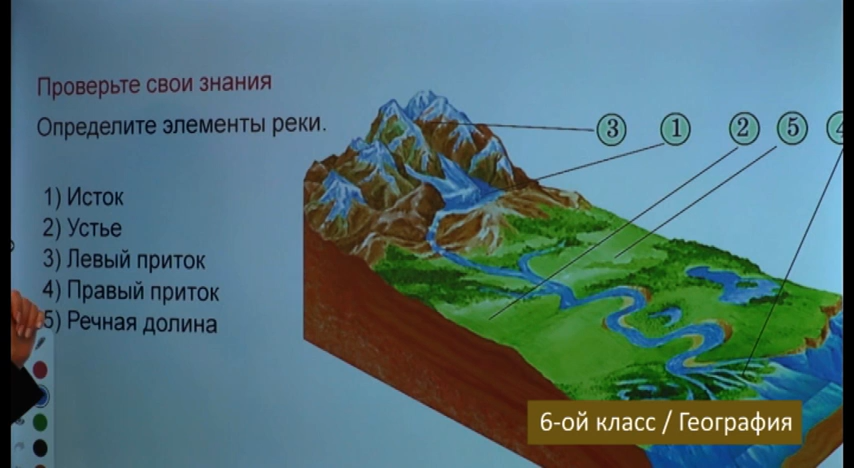 Проверьте свои знания
Определите элементы реки.
3 1 2 5 4
1) Исток
2) Устье
3) Левый приток
4) Правый приток
5) Речная долина
6-ой класс / География